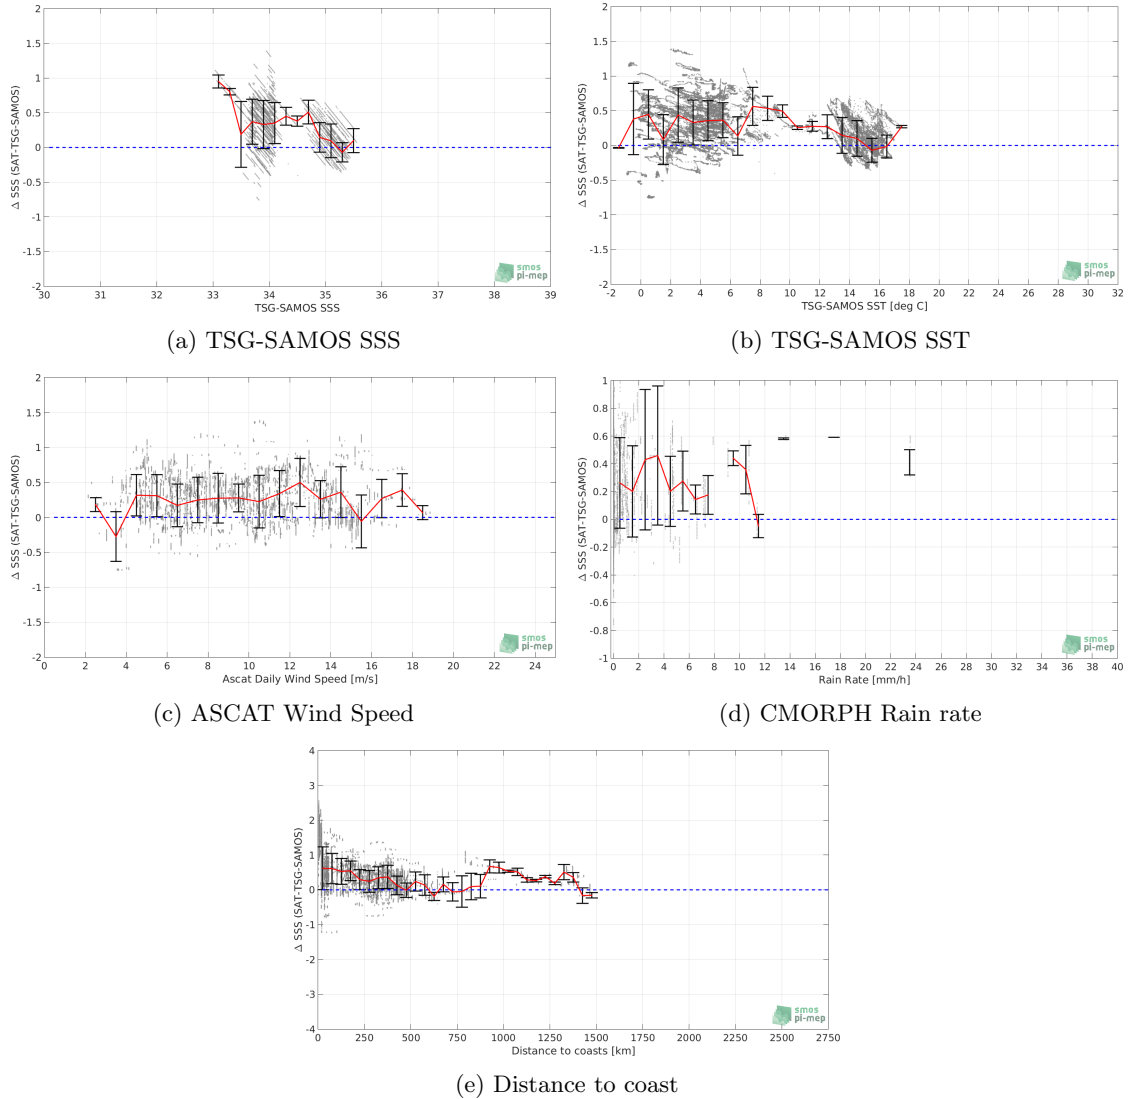 2
1.5
1
0.5
0
-0.5
-1
-1.5
-2
Δ SSS (SAT-TSG-SAMOS)
30 31 32 33 34 35 36 37 38 39
TSG-SAMOS SSS
smos
pi-mep
(a) TSG-SAMOS SSS
2
1.5
1
0.5
0
-0.5
-1
-1.5
-2
Δ SSS (SAT-TSG-SAMOS)
-2 0 2 4 6 8 10 12 14 16 18 20 22 24 26 28 30 32
TSG-SAMOS SST [deg C]
smos
pi-mep
(b) TSG-SAMOS SST
2
1.5
1
0.5
0
-0.5
-1
-1.5
-2
Δ SSS (SAT-TSG-SAMOS)
0 2 4 6 8 10 12 14 16 18 20 22 24
Ascat Daily Wind Speed [m/s]
smos
pi-mep
(c) ASCAT Wind Speed
1
0.8
0.6
0.4
0.2
0
-0.2
-0.4
-0.6
-0.8
-1
Δ SSS (SAT-TSG-SAMOS)
0 2 4 6 8 10 12 14 16 18 20 22 24 26 28 30 32 34 36 38 40
Rain Rate [mm/h]
smos
pi-mep
(d) CMORPH Rain rate
4
3
2
1
0
-1
-2
-3
-4
Δ SSS (SAT-TSG-SAMOS)
0 250 500 750 1000 1250 1500 1750 2000 2250 2500 2750
Distance to coasts [km]
smos
pi-mep
(e) Distance to coast